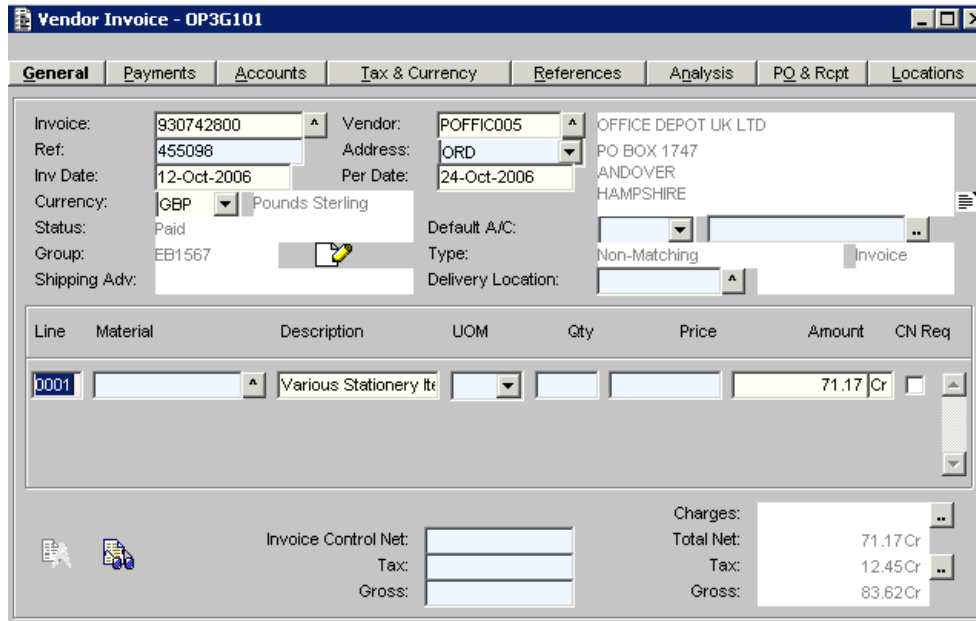 Vendor Invoice - OP3G101
General Payments Accounts Tax & Currency References Analysis PO & Rcpt Locations
Invoice: 930742800 ^ Vendor: POFFIC005 ^ OFFICE DEPOT UK LTD
Ref: 455098 Address: ORD PO BOX 1747
Inv Date: 12-Oct-2006 Per Date: 24-Oct-2006 ANDOVER
HAMPSHIRE
Currency: GBP Pounds Sterling
Status: Paid Default A/C: ..
Group: EB1567 Type: Non-Matching Invoice
Shipping Adv: Delivery Location: ^
Line Material Description UOM Qty Price Amount CN Req
0001 ^ Various Stationery Ite 71.17 Cr
Charges: ..
Invoice Control Net: Total Net: 71.17Cr
Tax: Tax: 12.45Cr ..
Gross: Gross: 83.62Cr